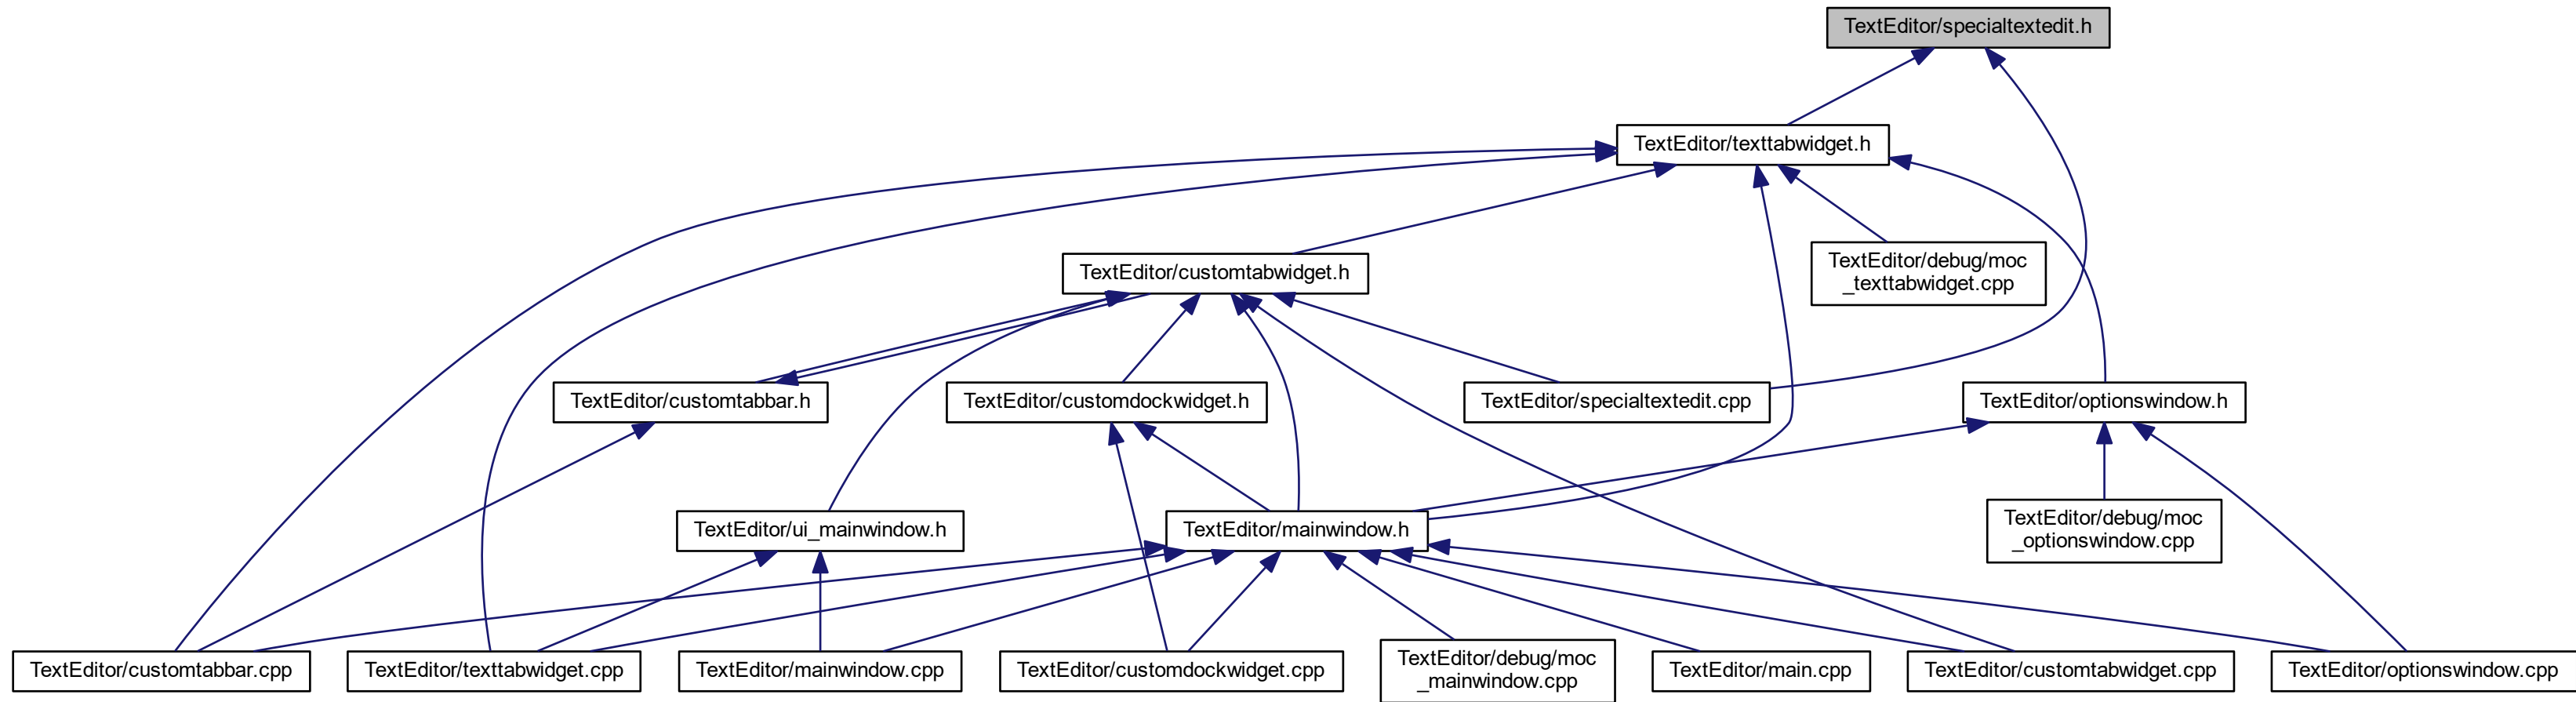 TextEditor/specialtextedit.h
TextEditor/texttabwidget.h
TextEditor/customtabwidget.h
TextEditor/debug/moc
_texttabwidget.cpp
TextEditor/customtabbar.h
TextEditor/customdockwidget.h
TextEditor/specialtextedit.cpp
TextEditor/optionswindow.h
TextEditor/ui_mainwindow.h
TextEditor/mainwindow.h
TextEditor/debug/moc
_optionswindow.cpp
TextEditor/customtabbar.cpp
TextEditor/texttabwidget.cpp
TextEditor/mainwindow.cpp
TextEditor/customdockwidget.cpp
TextEditor/debug/moc
_mainwindow.cpp
TextEditor/main.cpp
TextEditor/customtabwidget.cpp
TextEditor/optionswindow.cpp